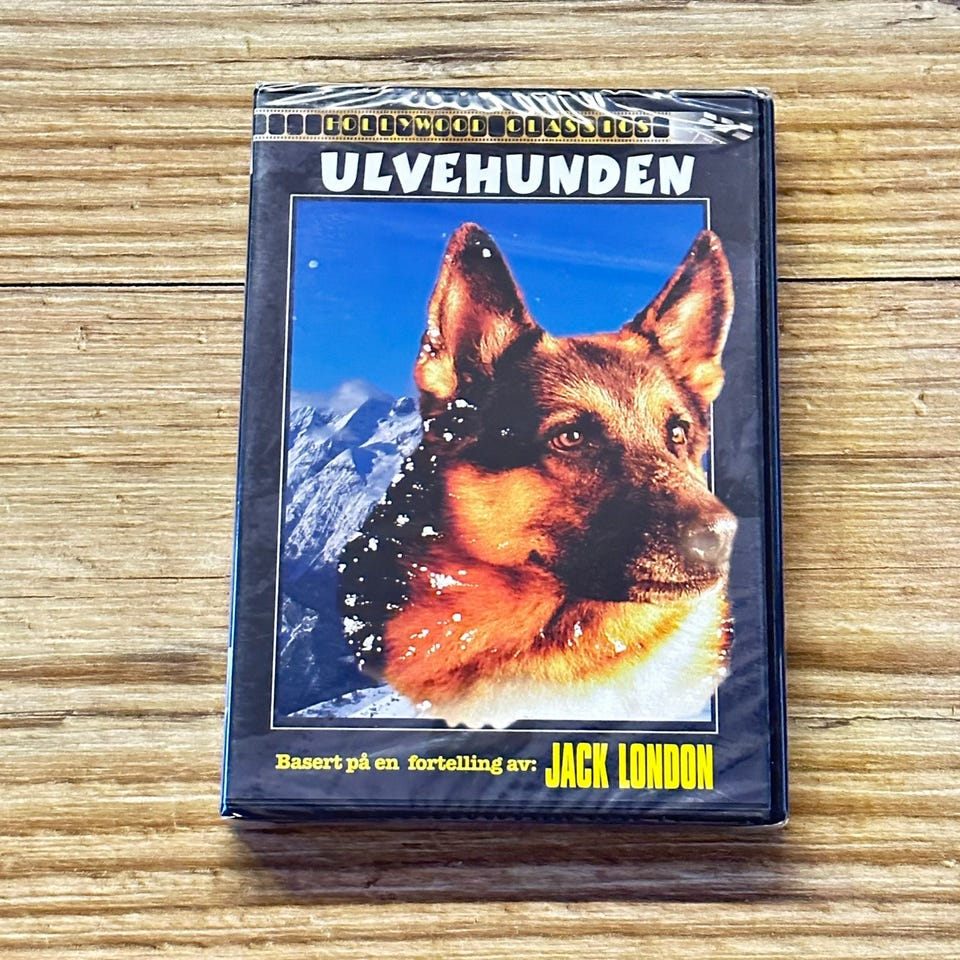 HOLLYWOOD CLASSICS
ULVEHUNDEN
Basert på en fortelling av: JACK LONDON